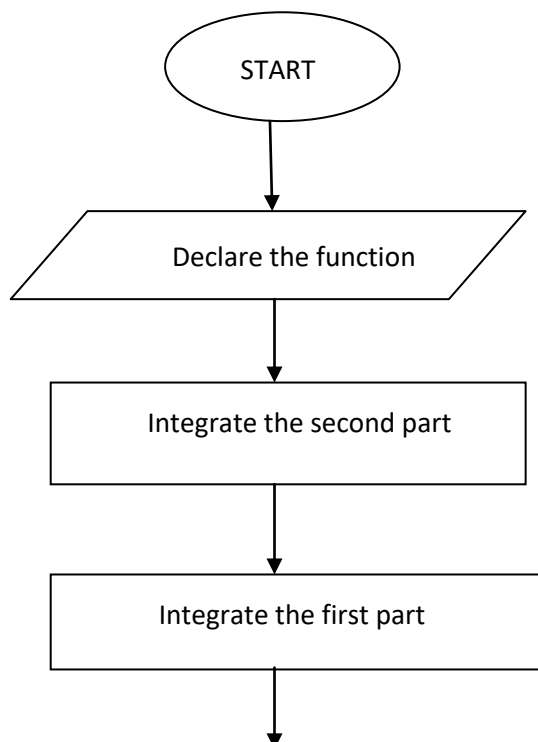 START
Declare the function
Integrate the second part
Integrate the first part